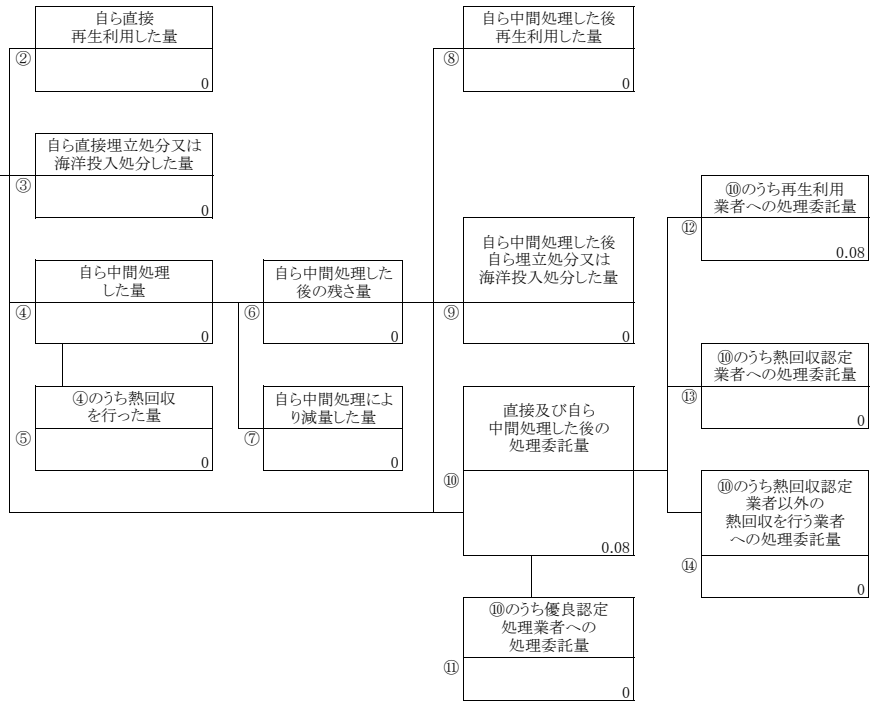 自ら直接
再生利用した量
②
0
自ら直接埋立処分又は
海洋投入処分した量
③
0
自ら中間処理
した量
④
0
④のうち熱回収
を行った量
⑤
0
自ら中間処理した
後の残さ量
⑥
0
自ら中間処理によ
り減量した量
⑦
0
自ら中間処理した後
再生利用した量
⑧
0
自ら中間処理した後
自ら埋立処分又は
海洋投入処分した量
⑨
0
直接及び自ら
中間処理した後の
処理委託量
⑩
0.08
⑩のうち優良認定
処理業者への
処理委託量
⑪
0
⑩のうち再生利用
業者への処理委託量
⑫
0.08
⑩のうち熱回収認定
業者への処理委託量
⑬
0
⑩のうち熱回収認定
業者以外の
熱回収を行う業者
への処理委託量
⑭
0